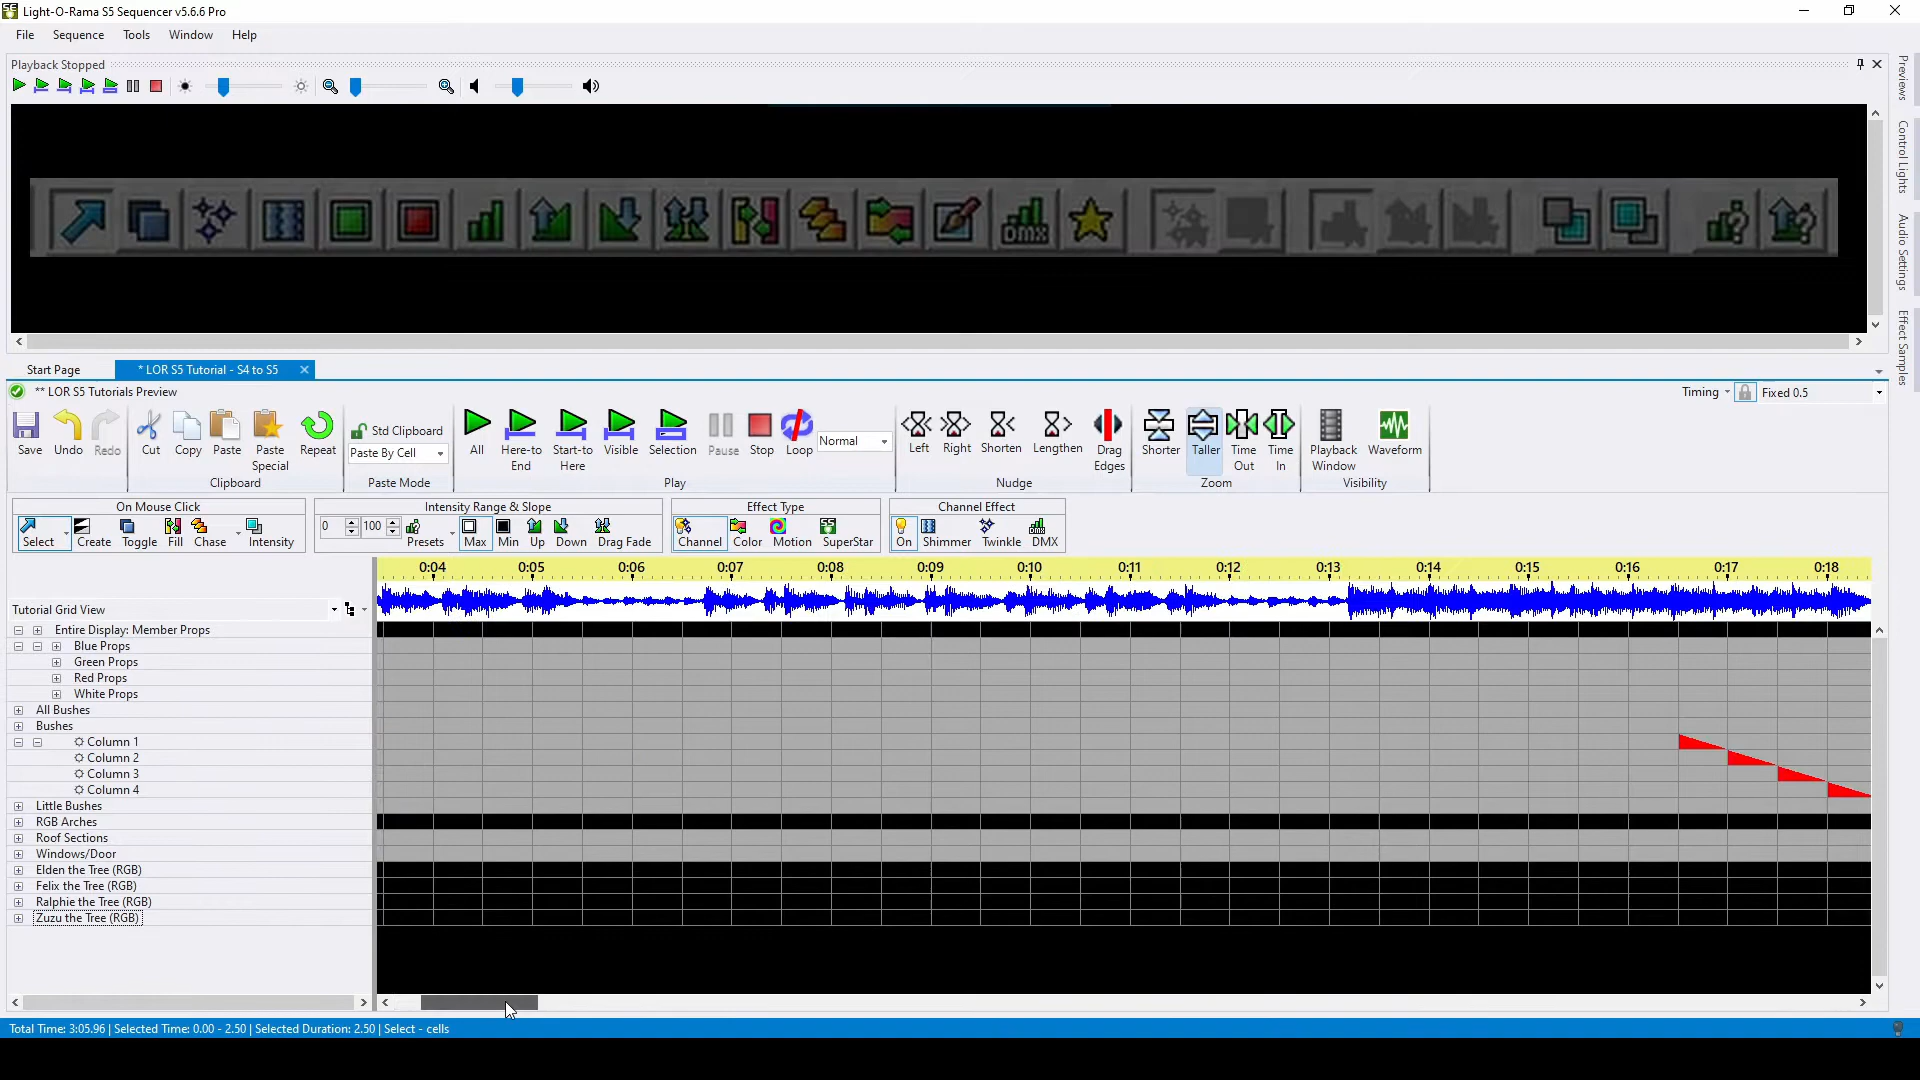 Light-O-Rama S5 Sequencer v5.6.6 Pro
File Sequence Tools Window Help
Playback Stopped
Previews
Control Lights
Audio Settings
Effect Samples
DMX
Start Page * LOR S5 Tutorial - S4 to S5
** LOR S5 Tutorials Preview Timing Fixed 0.5
Save Undo Redo Cut Copy Paste Paste Special Repeat
Clipboard
Std Clipboard
Paste By Cell
Paste Mode
All Here-to End Start-to Here Visible Selection Pause Stop Loop Normal
Play
Left Right Shorten Lengthen Drag Edges
Nudge
Shorter Taller Time Out Time In
Zoom
Playback Window Waveform
Visibility
On Mouse Click Intensity Range & Slope Effect Type Channel Effect
Select Create Toggle Fill Chase Intensity 0 100 Presets Max Min Up Down Drag Fade Channel Color Motion SuperStar On Shimmer Twinkle DMX
0:04 0:05 0:06 0:07 0:08 0:09 0:10 0:11 0:12 0:13 0:14 0:15 0:16 0:17 0:18
Tutorial Grid View
Entire Display: Member Props
Blue Props
Green Props
Red Props
White Props
All Bushes
Bushes
Column 1
Column 2
Column 3
Column 4
Little Bushes
RGB Arches
Roof Sections
Windows/Door
Elden the Tree (RGB)
Felix the Tree (RGB)
Ralphie the Tree (RGB)
Zuzu the Tree (RGB)
Total Time: 3:05.96 | Selected Time: 0.00 - 2.50 | Selected Duration: 2.50 | Select - cells